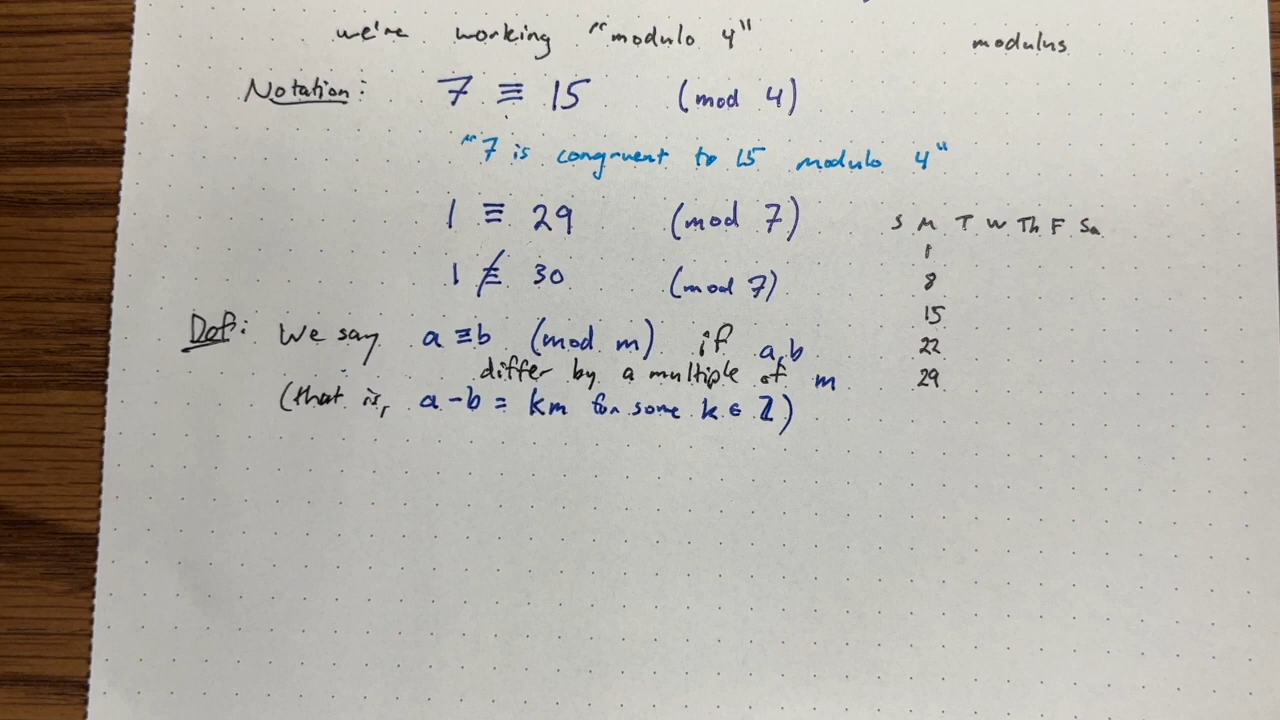 we're working "modulo 4"
modulus
Notation: 7 ≡ 15 (mod 4)
"7 is congruent to 15 modulo 4"
1 ≡ 29 (mod 7)
1 ≢ 30 (mod 7)
S M T W Th F Sa
1
8
15
22
29
Def: We say a ≡ b (mod m) if a, b
differ by a multiple of m
(that is, a - b = km for some k ∈ ℤ)